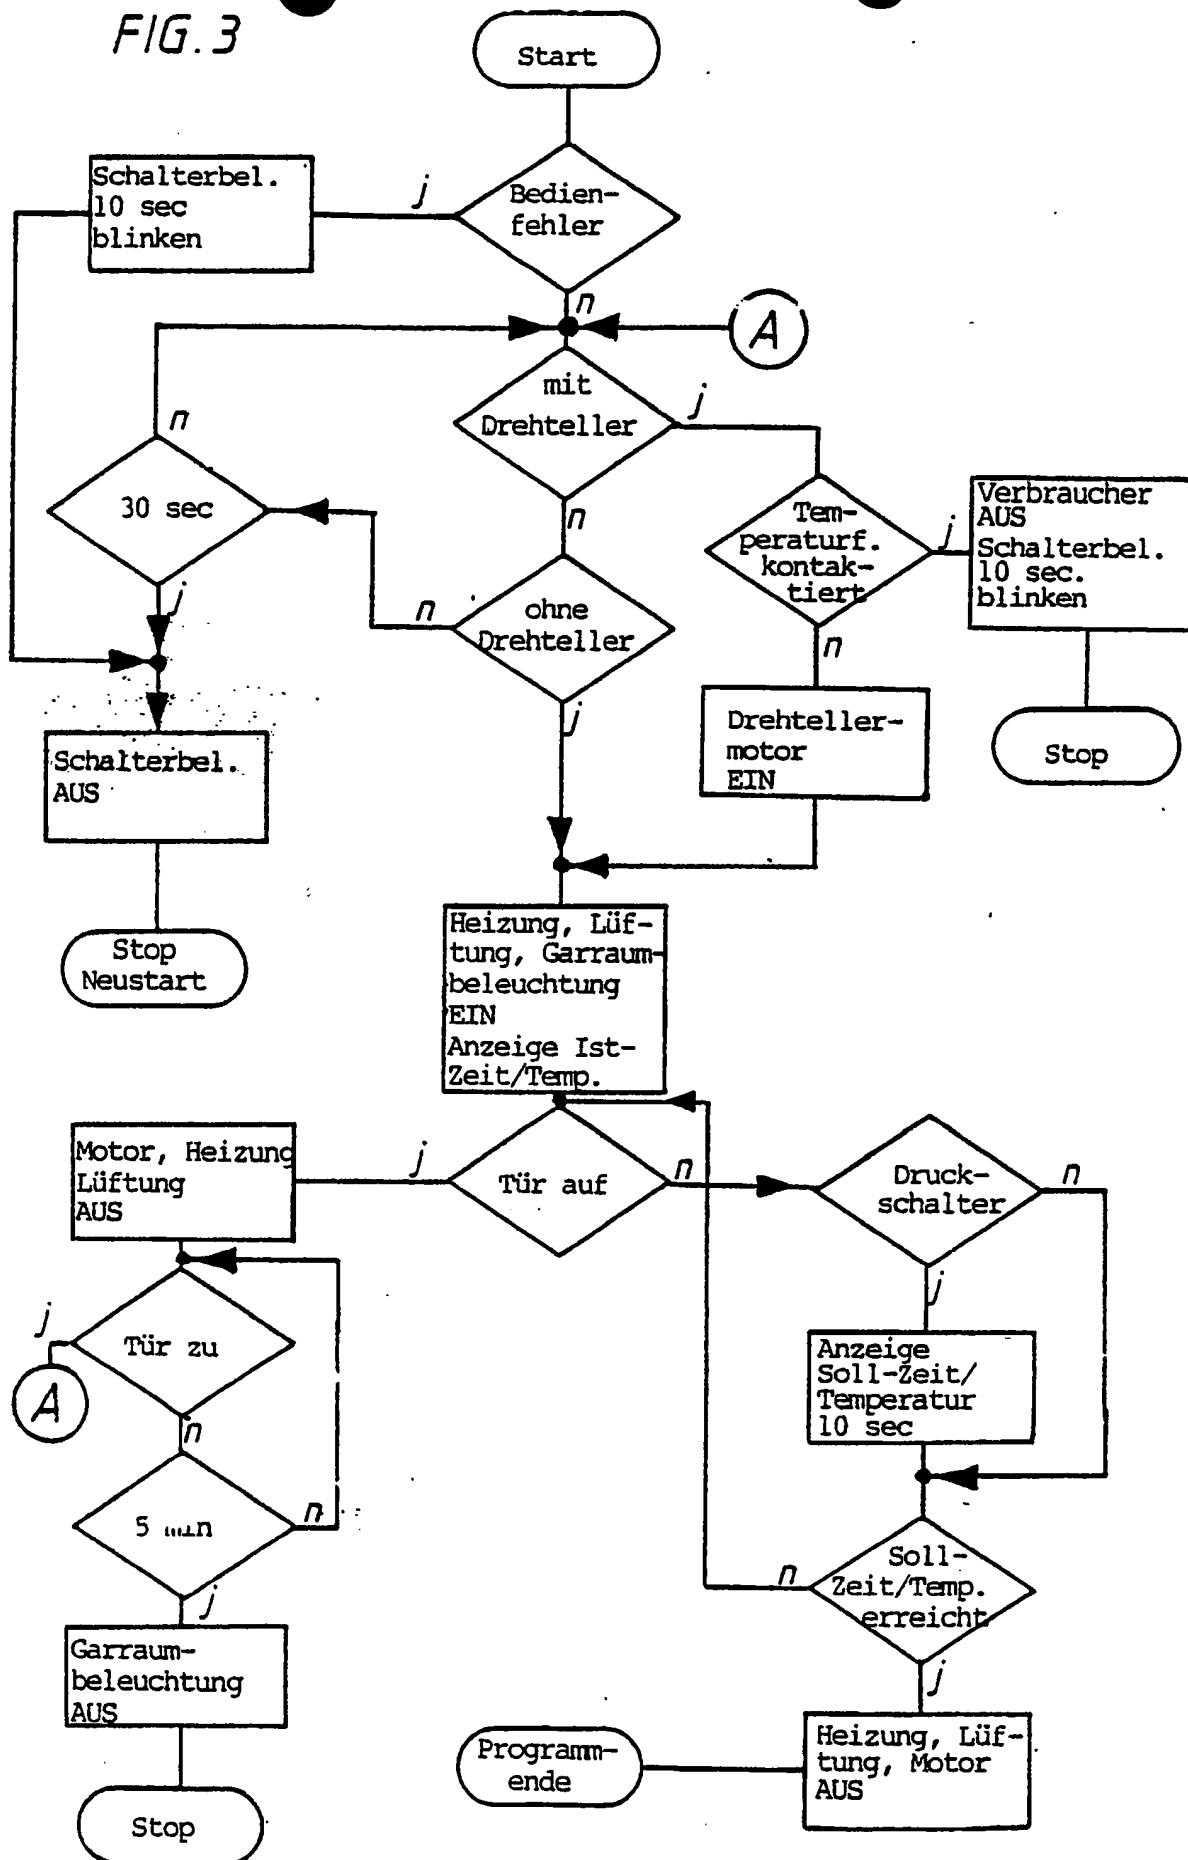 FIG. 3
Start
Schalterbel.
10 sec
blinken
j
Bedien-
fehler
n
A
mit
Drehteller
j
n
30 sec
n
j
Tem-
peraturf.
kontak-
tiert
j
Verbraucher
AUS
Schalterbel.
10 sec.
blinken
n
ohne
Drehteller
n
j
Drehteller-
motor
EIN
Stop
Schalterbel.
AUS
Stop
Neustart
Heizung, Lüf-
tung, Garraum-
beleuchtung
EIN
Anzeige Ist-
Zeit/Temp.
Motor, Heizung
Lüftung
AUS
j
Tür auf
n
Druck-
schalter
n
j
j
Tür zu
A
n
Anzeige
Soll-Zeit/
Temperatur
10 sec
5 min
n
j
Soll-
Zeit/Temp.
erreicht
n
j
Garraum-
beleuchtung
AUS
Stop
Programm-
ende
Heizung, Lüf-
tung, Motor
AUS